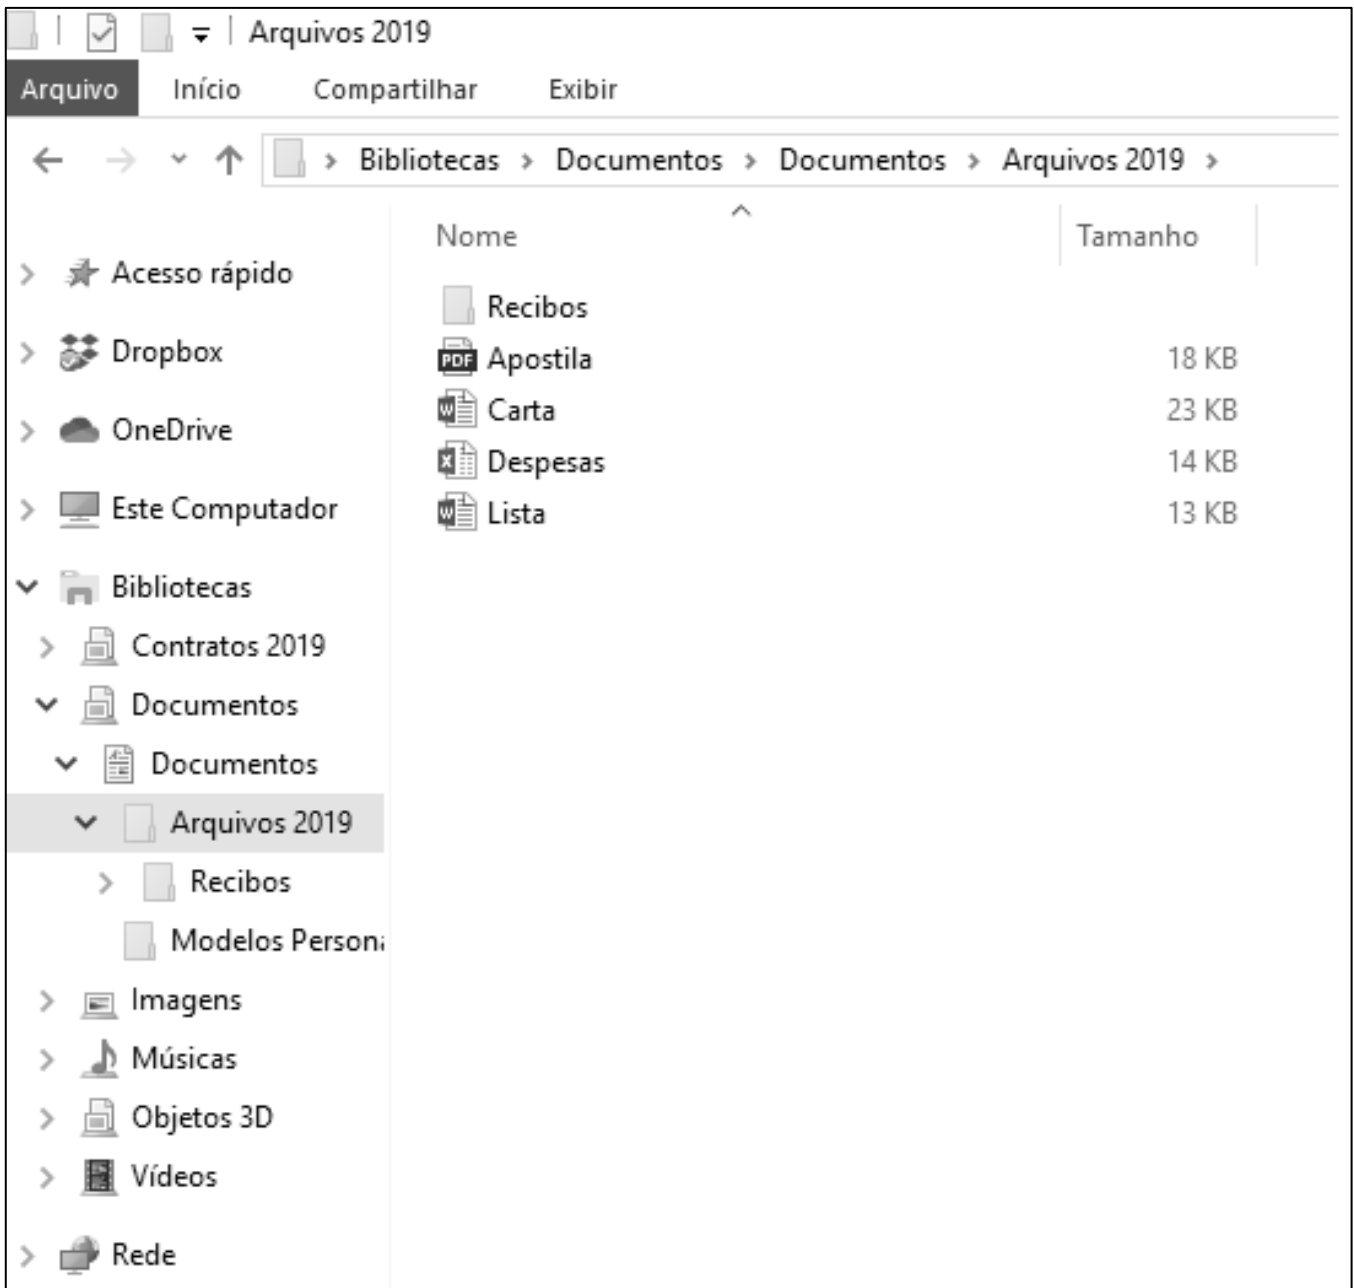 Arquivos 2019
Arquivo Início Compartilhar Exibir
Bibliotecas > Documentos > Documentos > Arquivos 2019 >
Nome Tamanho
Acesso rápido
Dropbox
OneDrive
Este Computador
Bibliotecas
Contratos 2019
Documentos
Documentos
Arquivos 2019
Recibos
Modelos Persona
Imagens
Músicas
Objetos 3D
Vídeos
Rede
Recibos
PDF Apostila 18 KB
W Carta 23 KB
X Despesas 14 KB
W Lista 13 KB